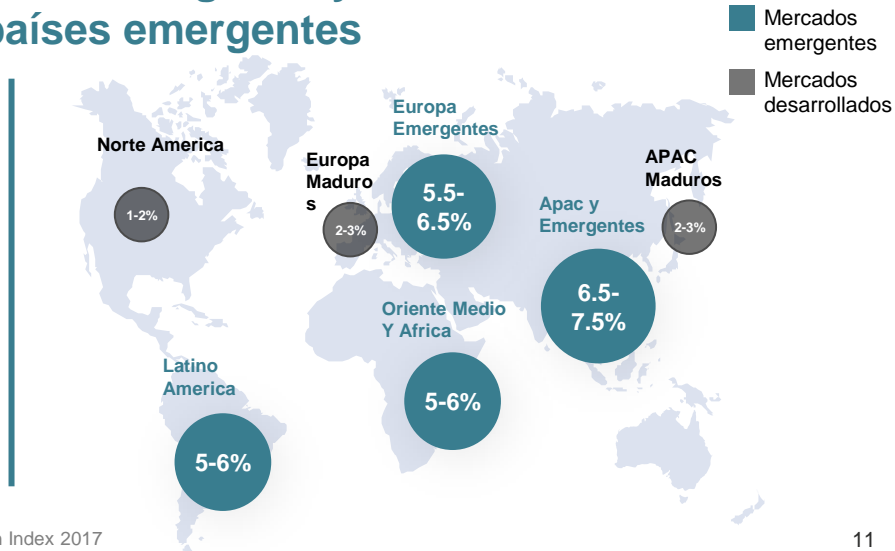 países emergentes
Mercados
emergentes
Mercados
desarrollados
Norte America
1-2%
Europa
Maduro
s
2-3%
Europa
Emergentes
5.5-
6.5%
APAC
Maduros
2-3%
Apac y
Emergentes
6.5-
7.5%
Oriente Medio
Y Africa
5-6%
Latino
America
5-6%
Index 2017
11